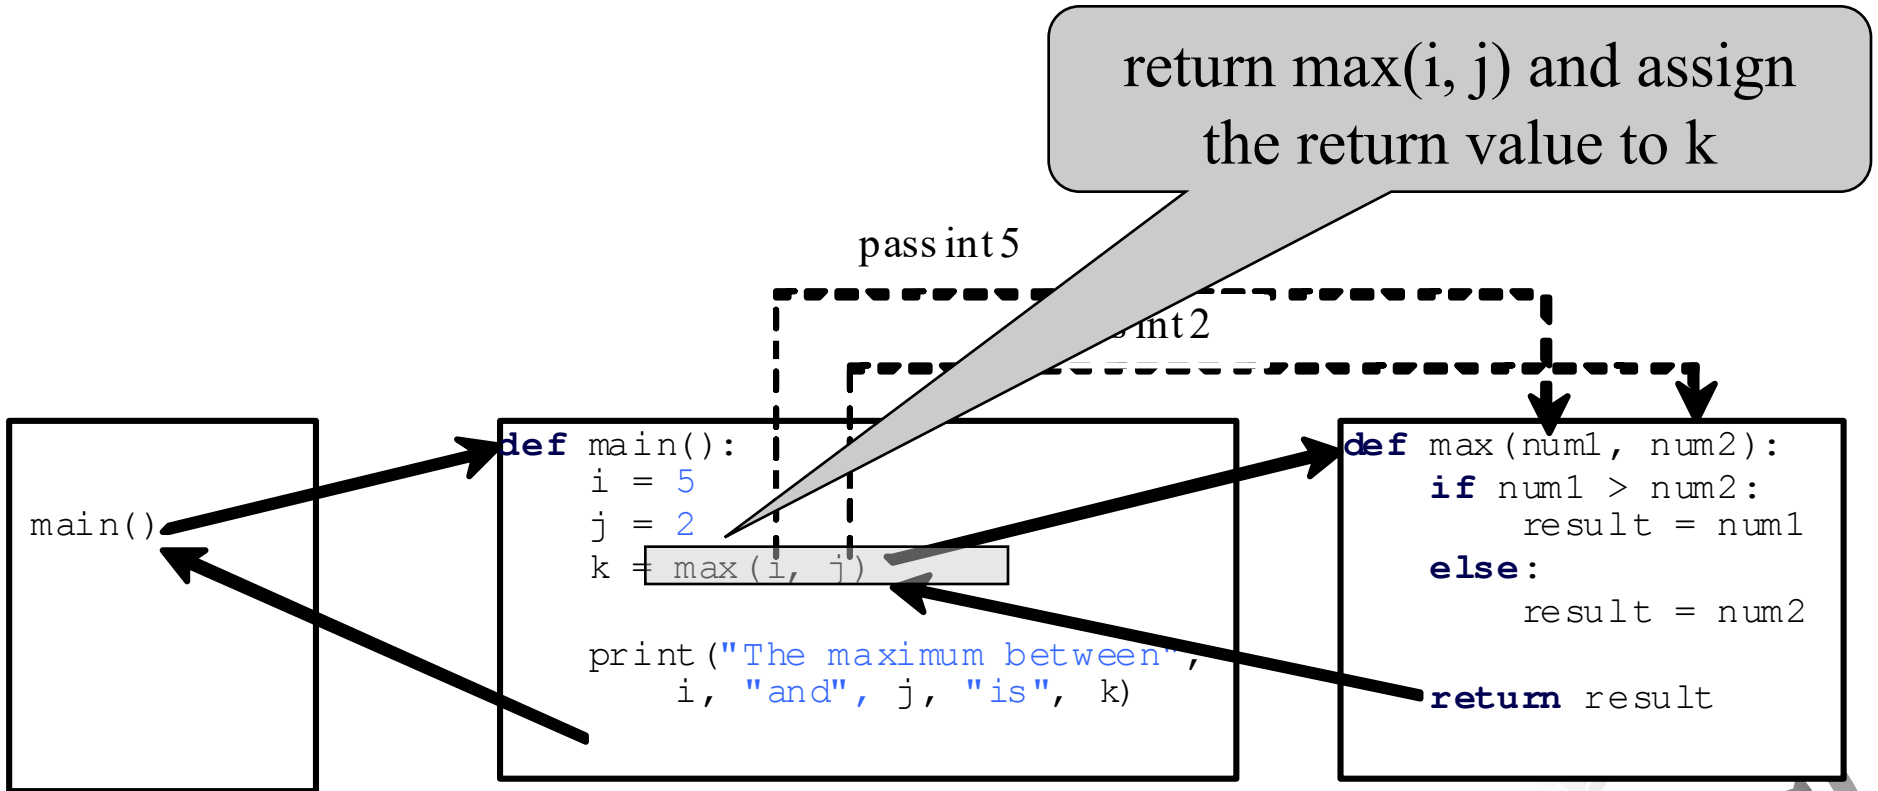 return max(i, j) and assign
the return value to k
pass int 5
int 2
main()
def main():
    i = 5
    j = 2
    k = max(i, j)
    print("The maximum between",
        i, "and", j, "is", k)
def max(num1, num2):
    if num1 > num2:
        result = num1
    else:
        result = num2
    return result